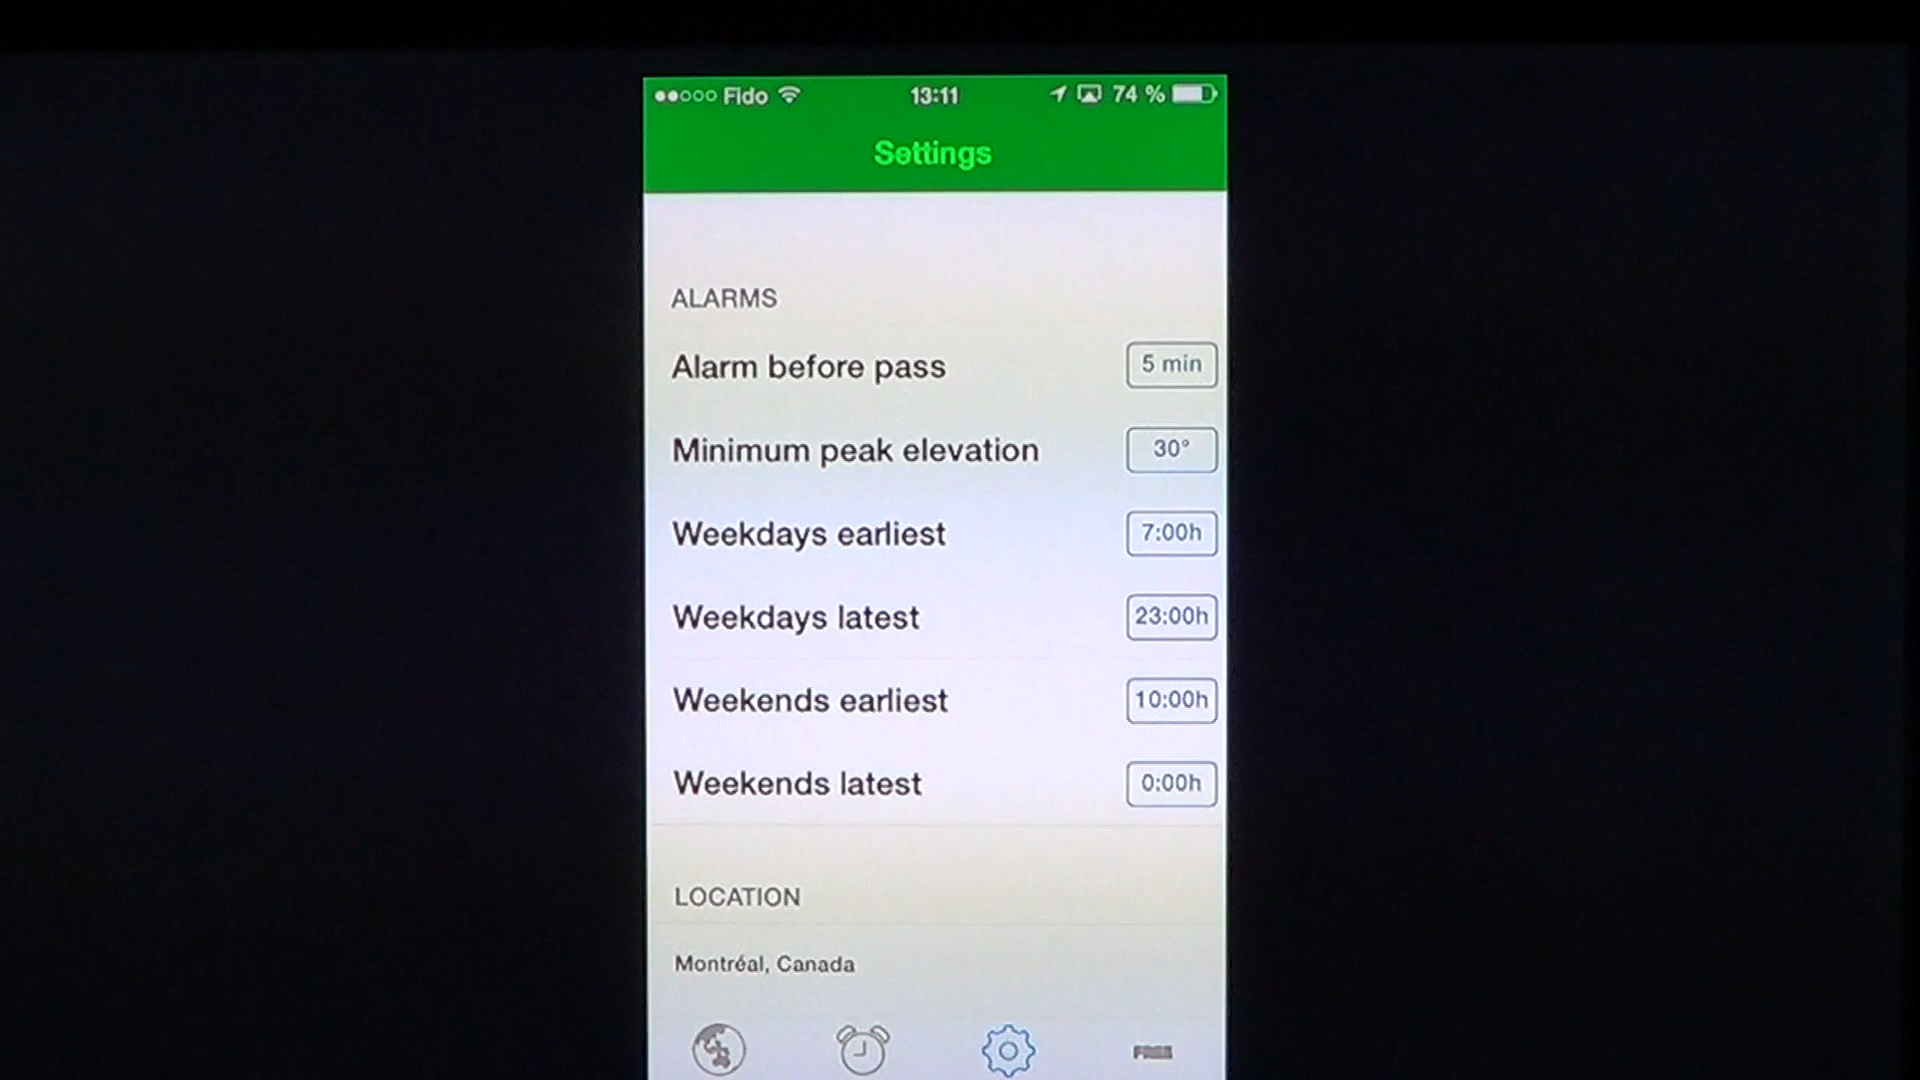 Fido 13:11 74 %
Settings
ALARMS
Alarm before pass 5 min
Minimum peak elevation 30°
Weekdays earliest 7:00h
Weekdays latest 23:00h
Weekends earliest 10:00h
Weekends latest 0:00h
LOCATION
Montréal, Canada
FREE